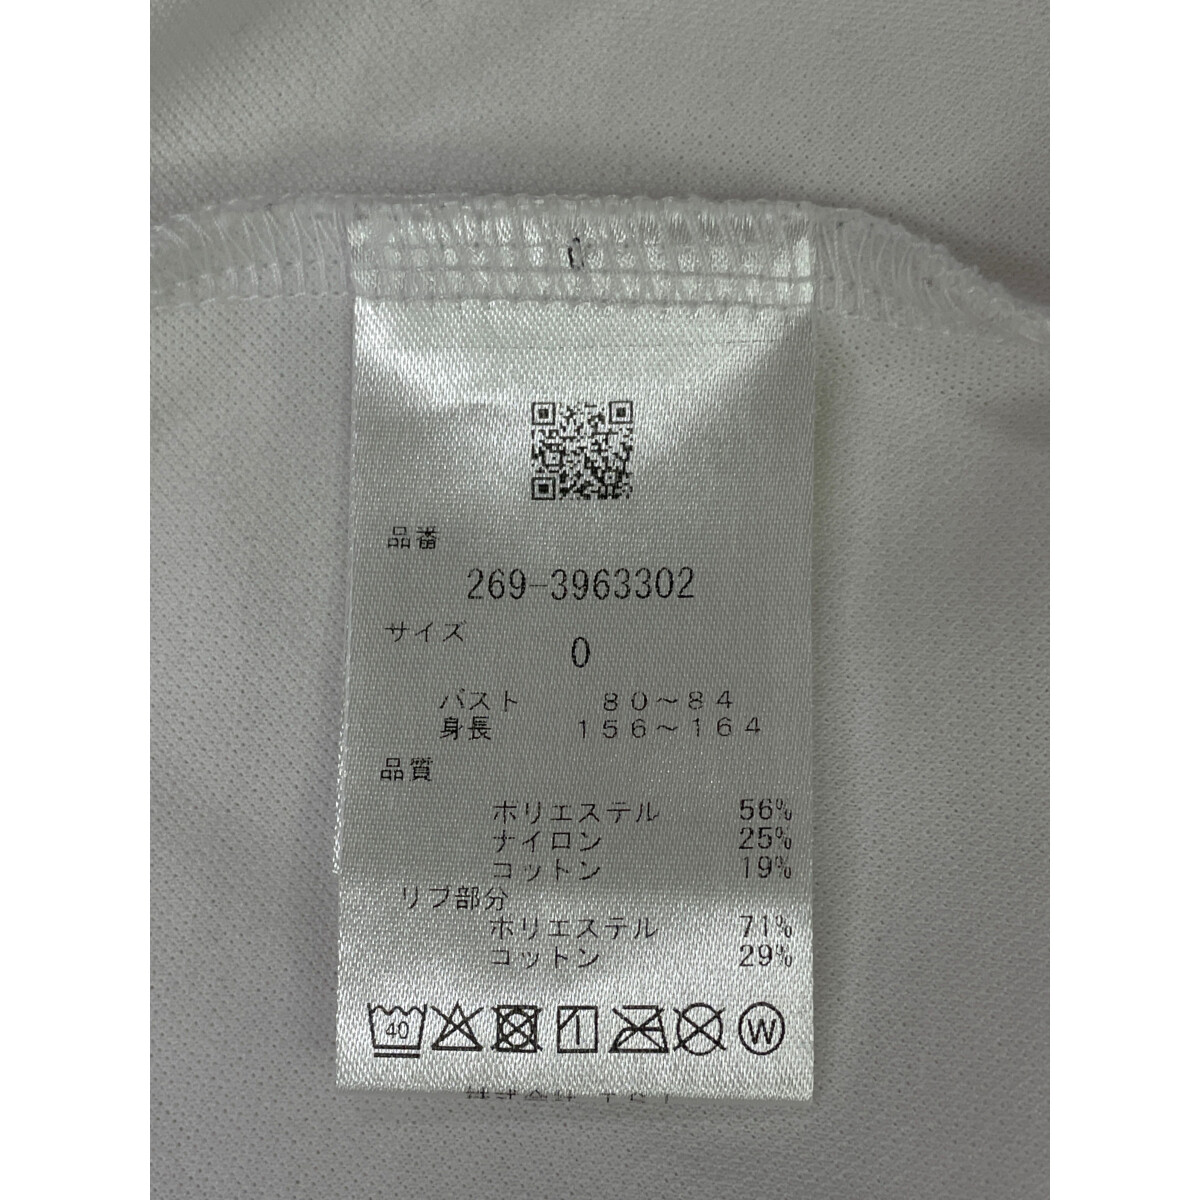 品番
269-3963302
サイズ
0
バスト 80～84
身長 156～164
品質
ポリエステル 56%
ナイロン 25%
コットン 19%
リブ部分
ポリエステル 71%
コットン 29%
40
W